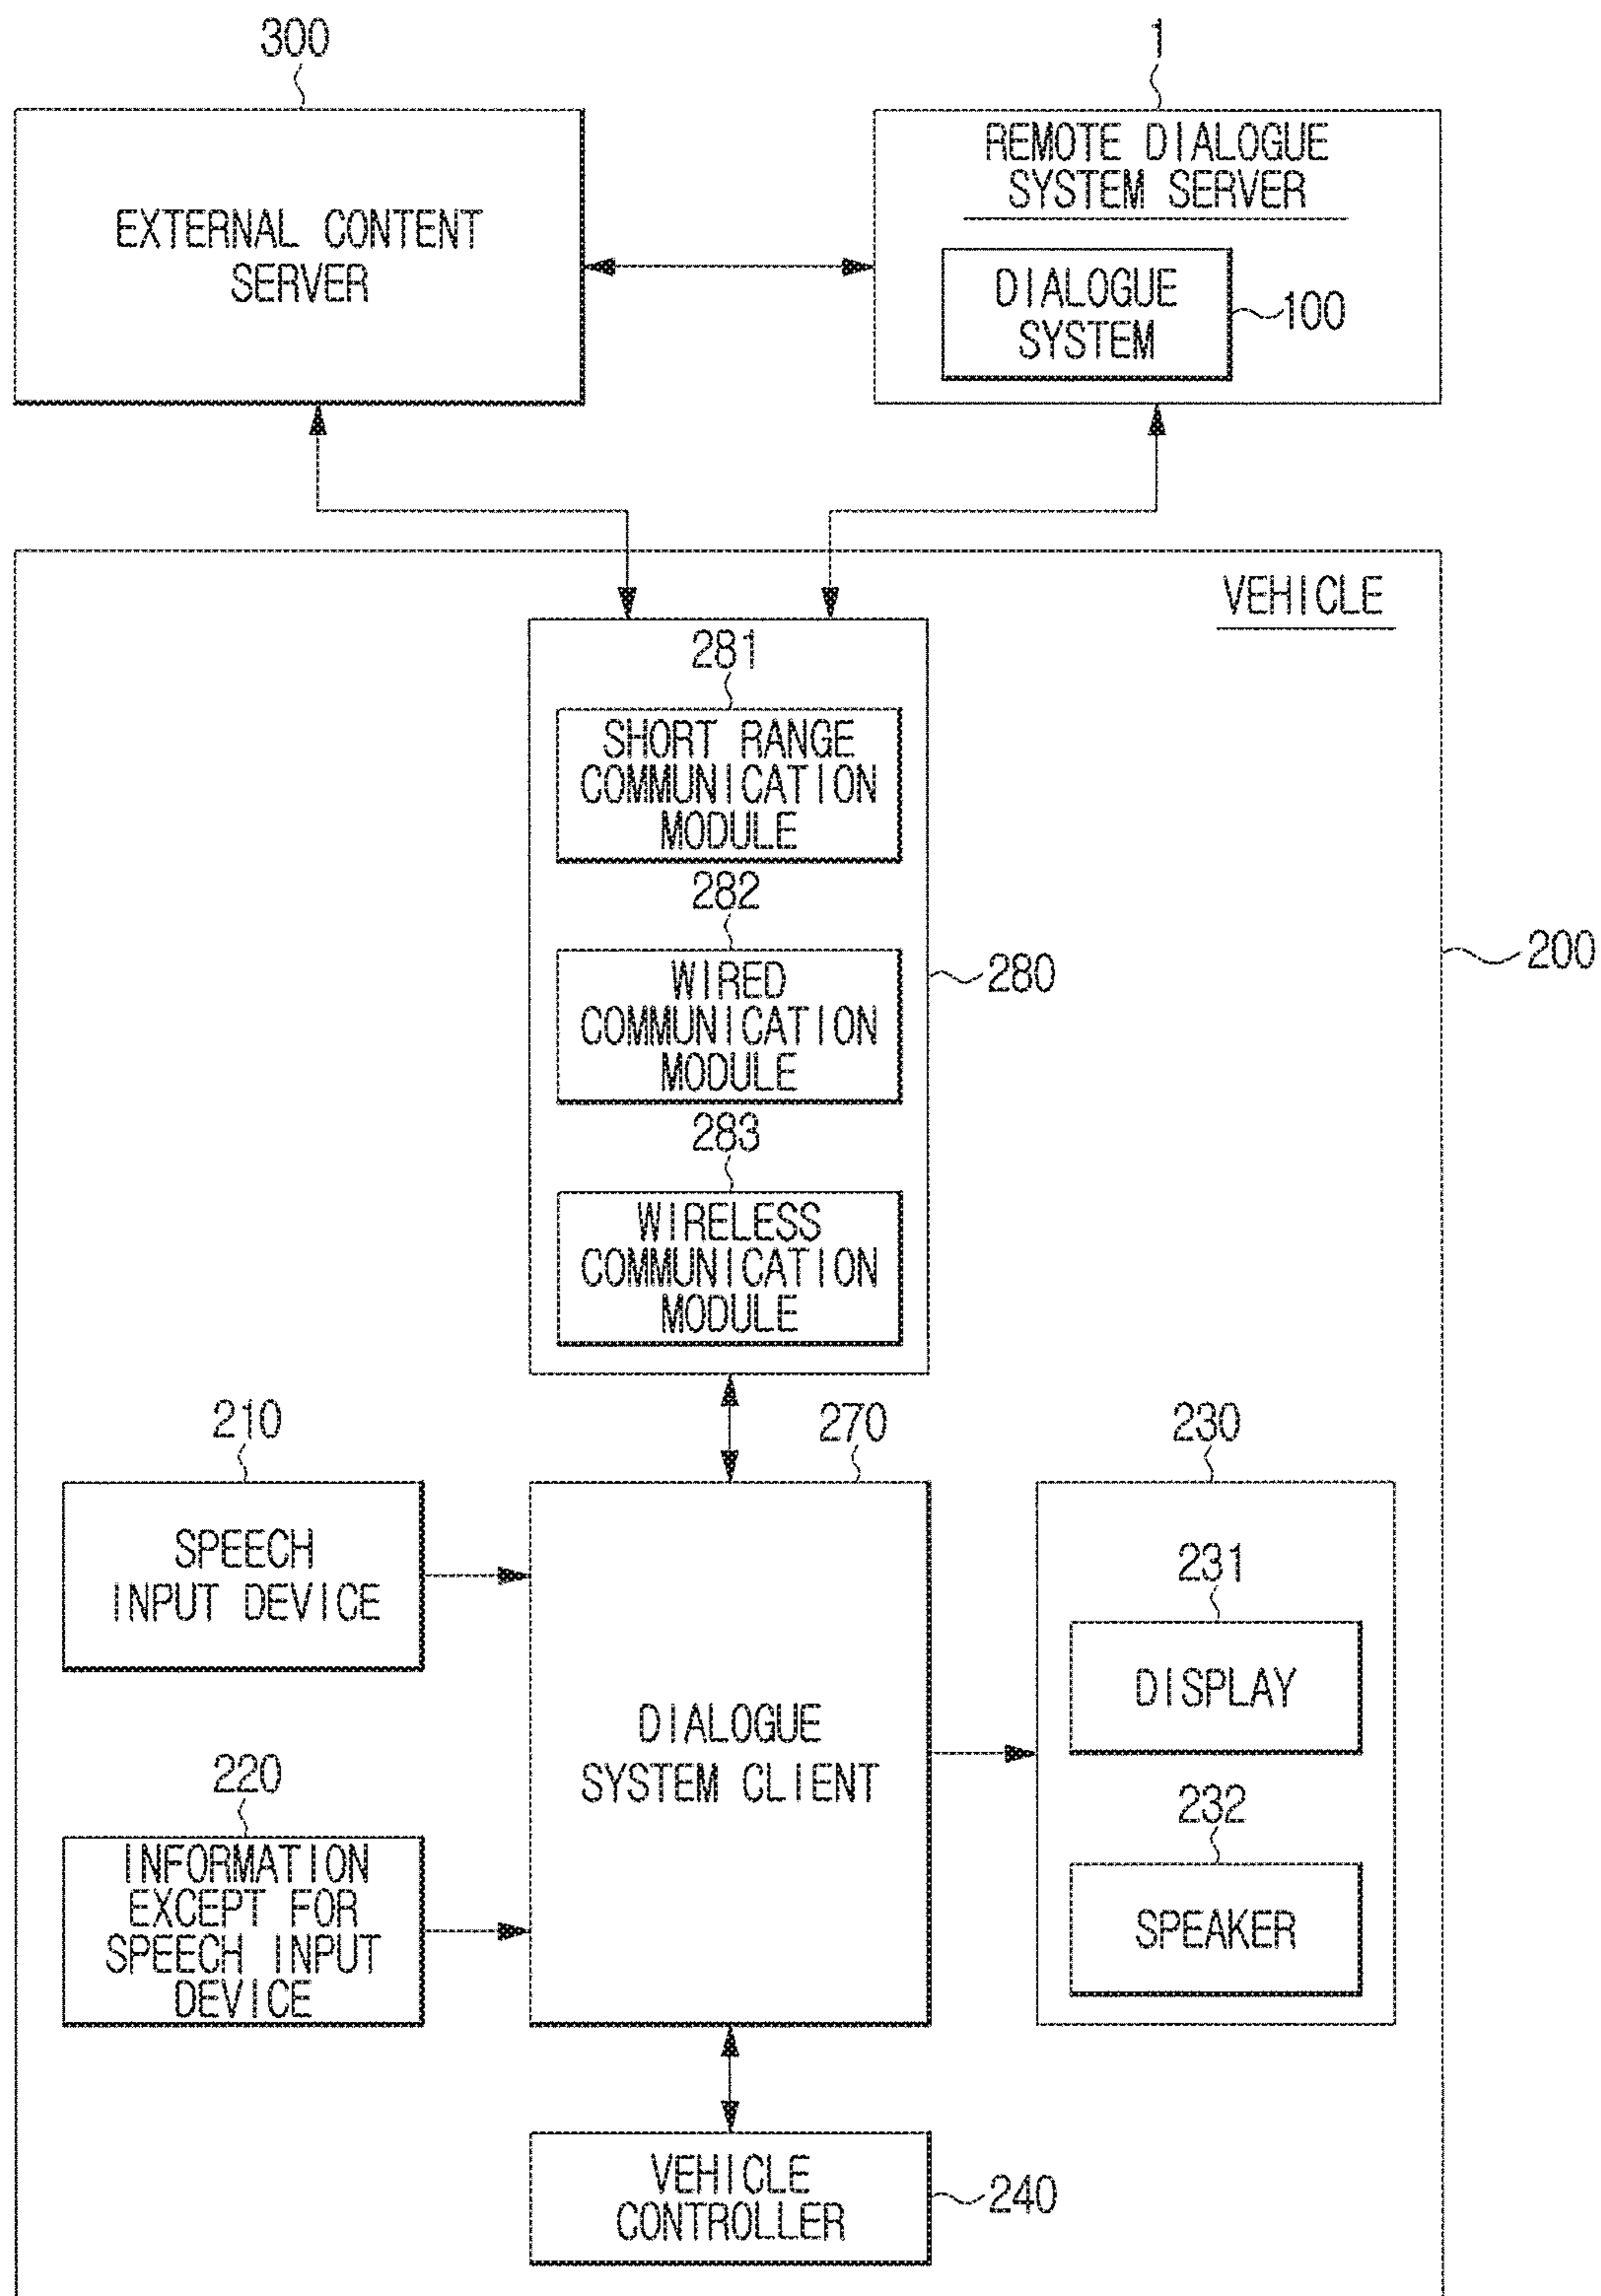 300
1
EXTERNAL CONTENT
SERVER
REMOTE DIALOGUE
SYSTEM SERVER
DIALOGUE
SYSTEM
100
VEHICLE
281
SHORT RANGE
COMMUNICATION
MODULE
282
WIRED
COMMUNICATION
MODULE
280
200
283
WIRELESS
COMMUNICATION
MODULE
210
270
230
SPEECH
INPUT DEVICE
231
DISPLAY
DIALOGUE
SYSTEM CLIENT
220
INFORMATION
EXCEPT FOR
SPEECH INPUT
DEVICE
232
SPEAKER
VEHICLE
CONTROLLER
240